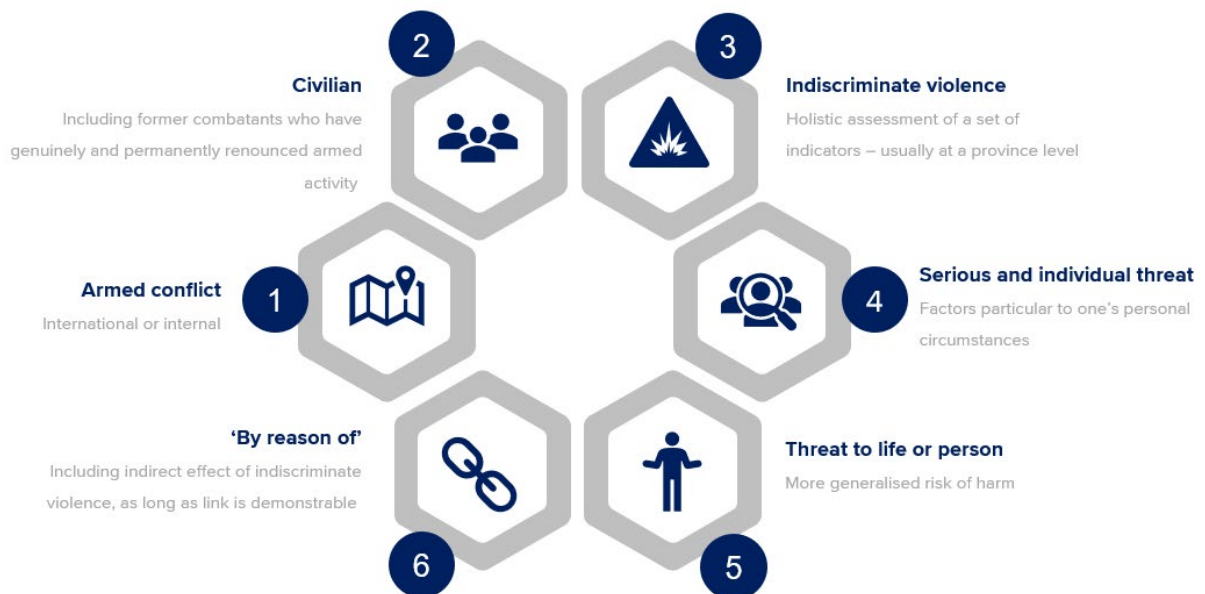 1
Armed conflict
International or internal
2
Civilian
Including former combatants who have
genuinely and permanently renounced armed
activity
3
Indiscriminate violence
Holistic assessment of a set of
indicators – usually at a province level
4
Serious and individual threat
Factors particular to one's personal
circumstances
5
Threat to life or person
More generalised risk of harm
6
‘By reason of’
Including indirect effect of indiscriminate
violence, as long as link is demonstrable